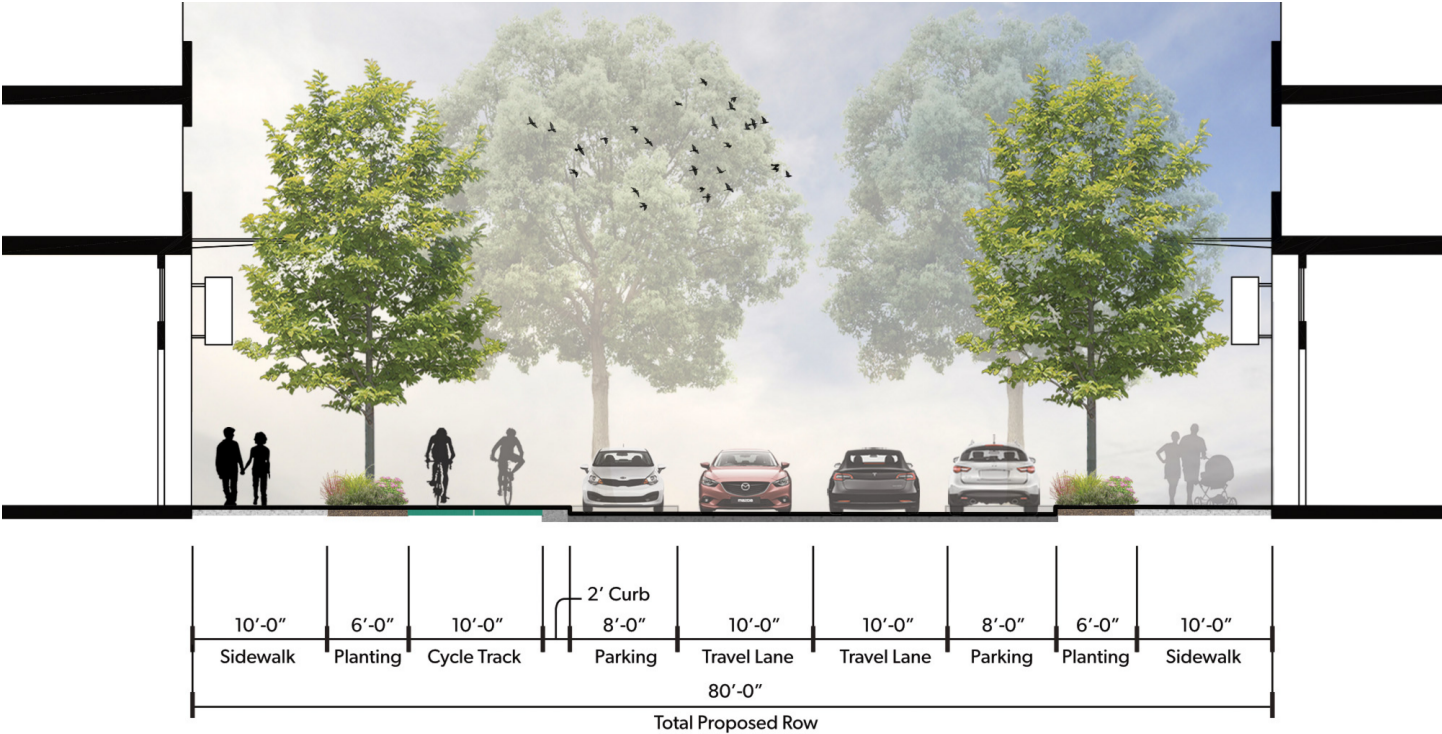 2’ Curb
10’-0” 6’-0” 10’-0” 8’-0” 10’-0” 10’-0” 8’-0” 6’-0” 10’-0”
Sidewalk Planting Cycle Track Parking Travel Lane Travel Lane Parking Planting Sidewalk
80’-0”
Total Proposed Row